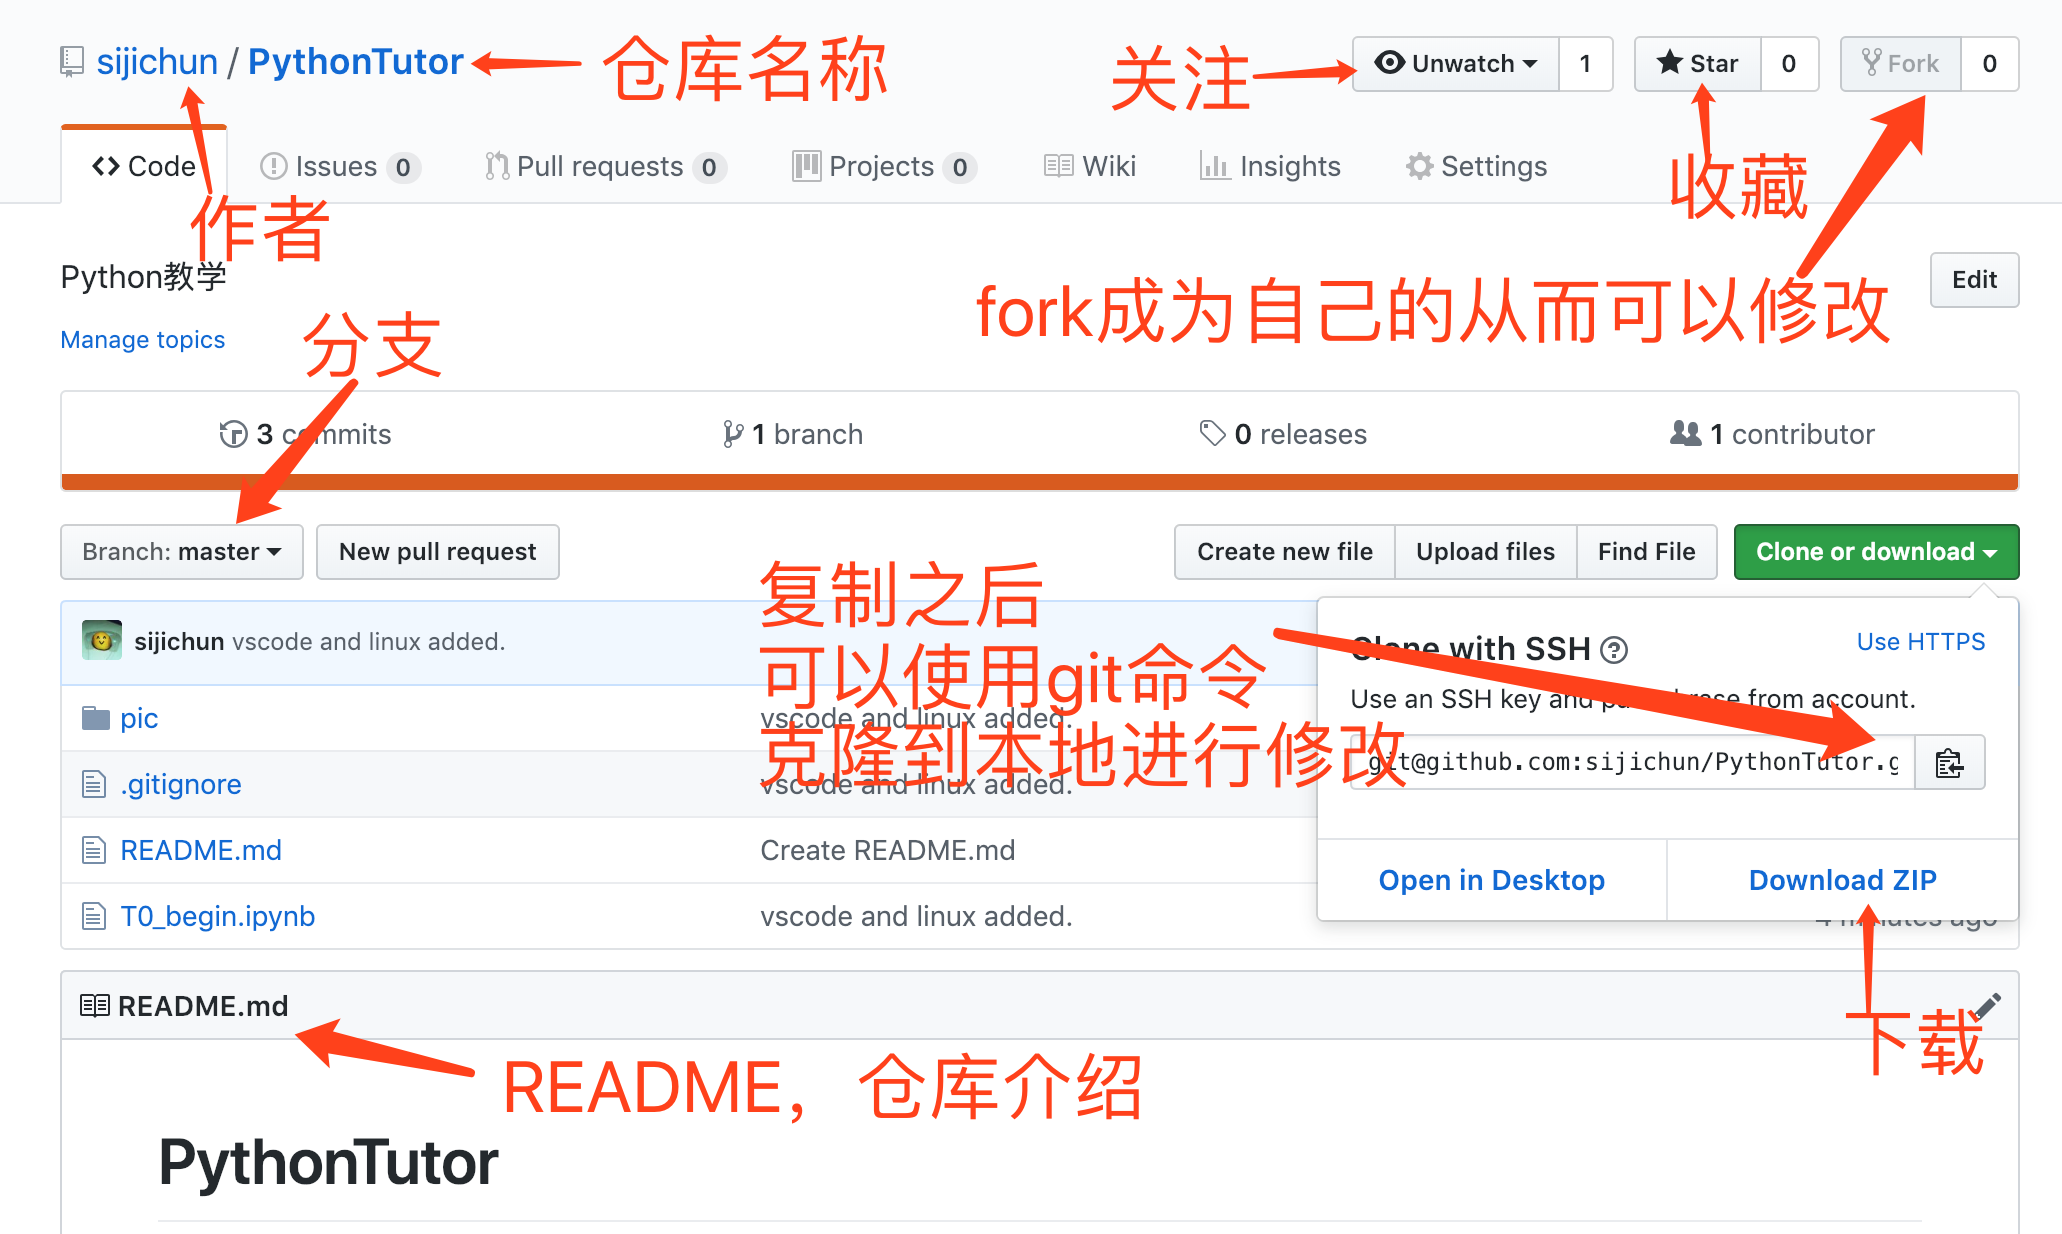 sijichun / PythonTutor
仓库名称
关注
Unwatch
1
Star
0
Fork
0
Code
Issues 0
Pull requests 0
Projects 0
Wiki
Insights
Settings
作者
收藏
Python教学
fork成为自己的从而可以修改
Edit
Manage topics
分支
3 commits
1 branch
0 releases
1 contributor
Branch: master
New pull request
Create new file
Upload files
Find File
Clone or download
复制之后
可以使用git命令
克隆到本地进行修改
sijichun vscode and linux added.
Clone with SSH
Use HTTPS
Use an SSH key and passphrase from account.
git@github.com:sijichun/PythonTutor.g
Open in Desktop
Download ZIP
pic
vscode and linux added.
.gitignore
vscode and linux added.
README.md
Create README.md
T0_begin.ipynb
vscode and linux added.
4 minutes ago
下载
README.md
README，仓库介绍
PythonTutor